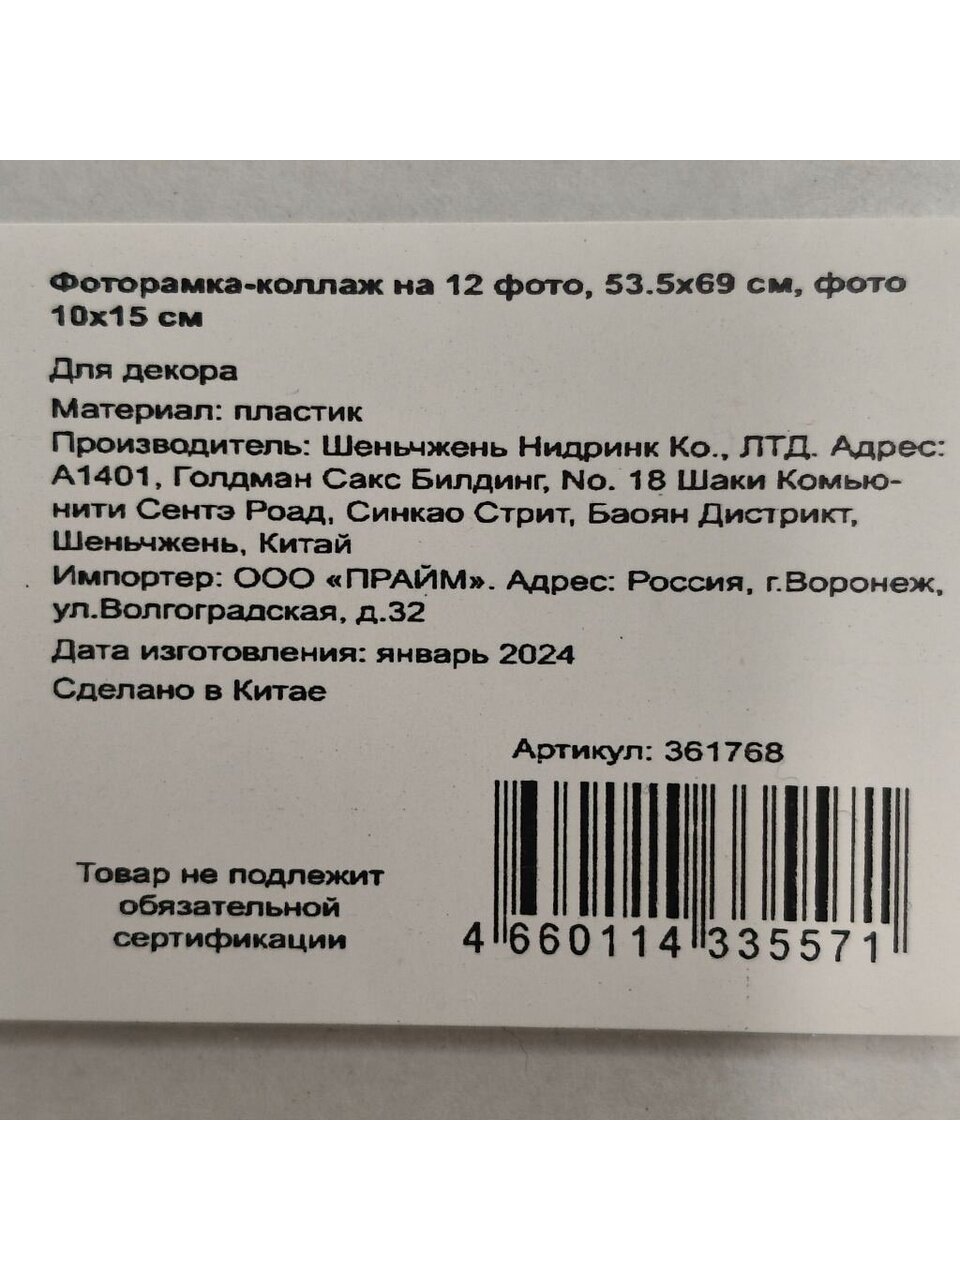 Фоторамка-коллаж на 12 фото, 53.5х69 см, фото
10х15 см
Для декора
Материал: пластик
Производитель: Шеньчжень Нидринк Ко., ЛТД. Адрес:
А1401, Голдман Сакс Билдинг, No. 18 Шаки Комью-
нити Сентэ Роад, Синкао Стрит, Баоян Дистрикт,
Шеньчжень, Китай
Импортер: ООО «ПРАЙМ». Адрес: Россия, г.Воронеж,
ул.Волгоградская, д.32
Дата изготовления: январь 2024
Сделано в Китае
Артикул: 361768
Товар не подлежит
обязательной
сертификации
4 660114 335571